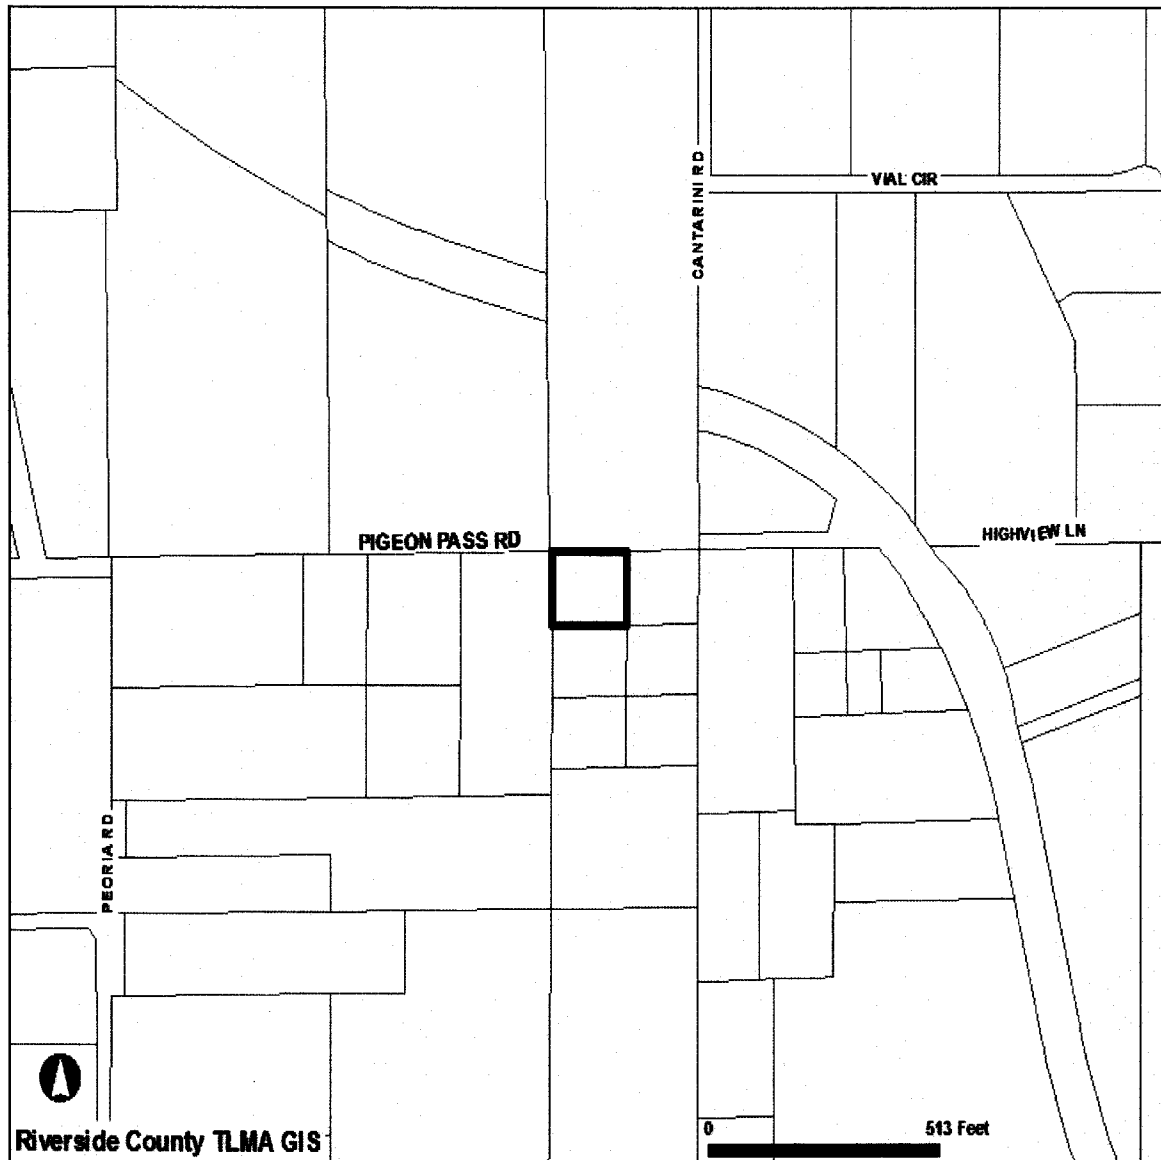 CANTARINI RD
VIAL CIR
PIGEON PASS RD
HIGHVIEW LN
PEORIA RD
Riverside County TLMA GIS
0 513 Feet